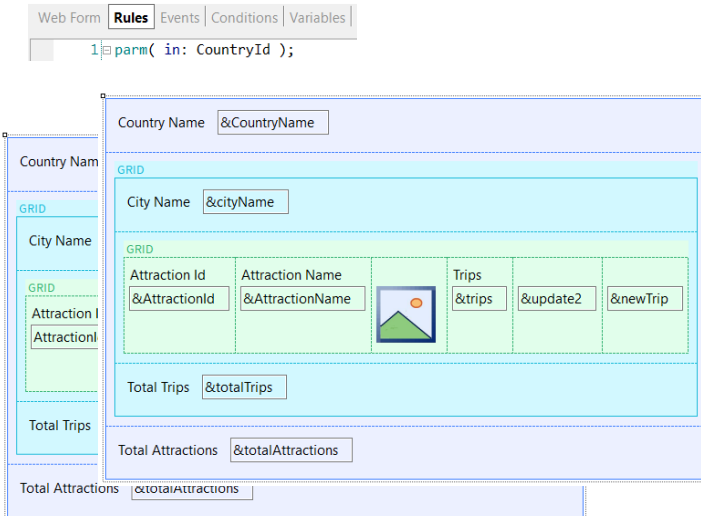 Web Form Rules Events Conditions Variables
1 parm( in: CountryId );
Country Name &CountryName
GRID
City Name &cityName
GRID
Attraction Id Attraction Name Trips
&AttractionId &AttractionName &trips &update2 &newTrip
Total Trips &totalTrips
Total Attractions &totalAttractions
Country Nam
GRID
City Name
GRID
Attraction I
AttractionI
Total Trips
Total Attractions &totalAttractions